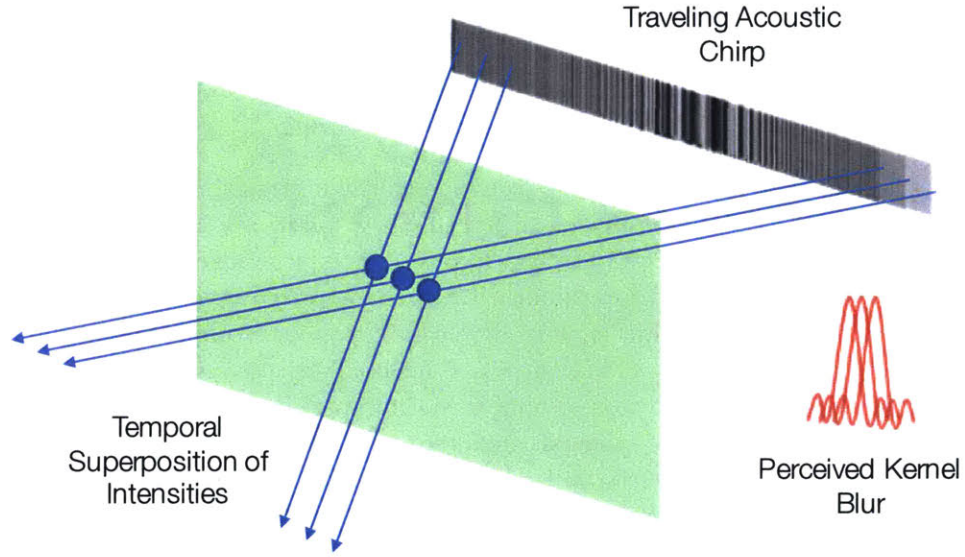 Traveling Acoustic
Chirp
Temporal
Superposition of
Intensities
Perceived Kernel
Blur